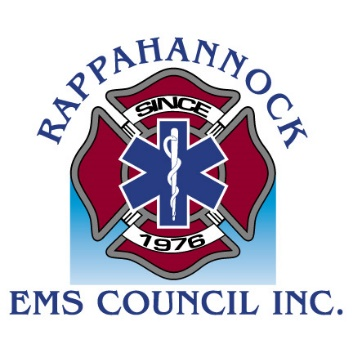 RAPPAHANNOCK
SINCE
1976
EMS COUNCIL INC.